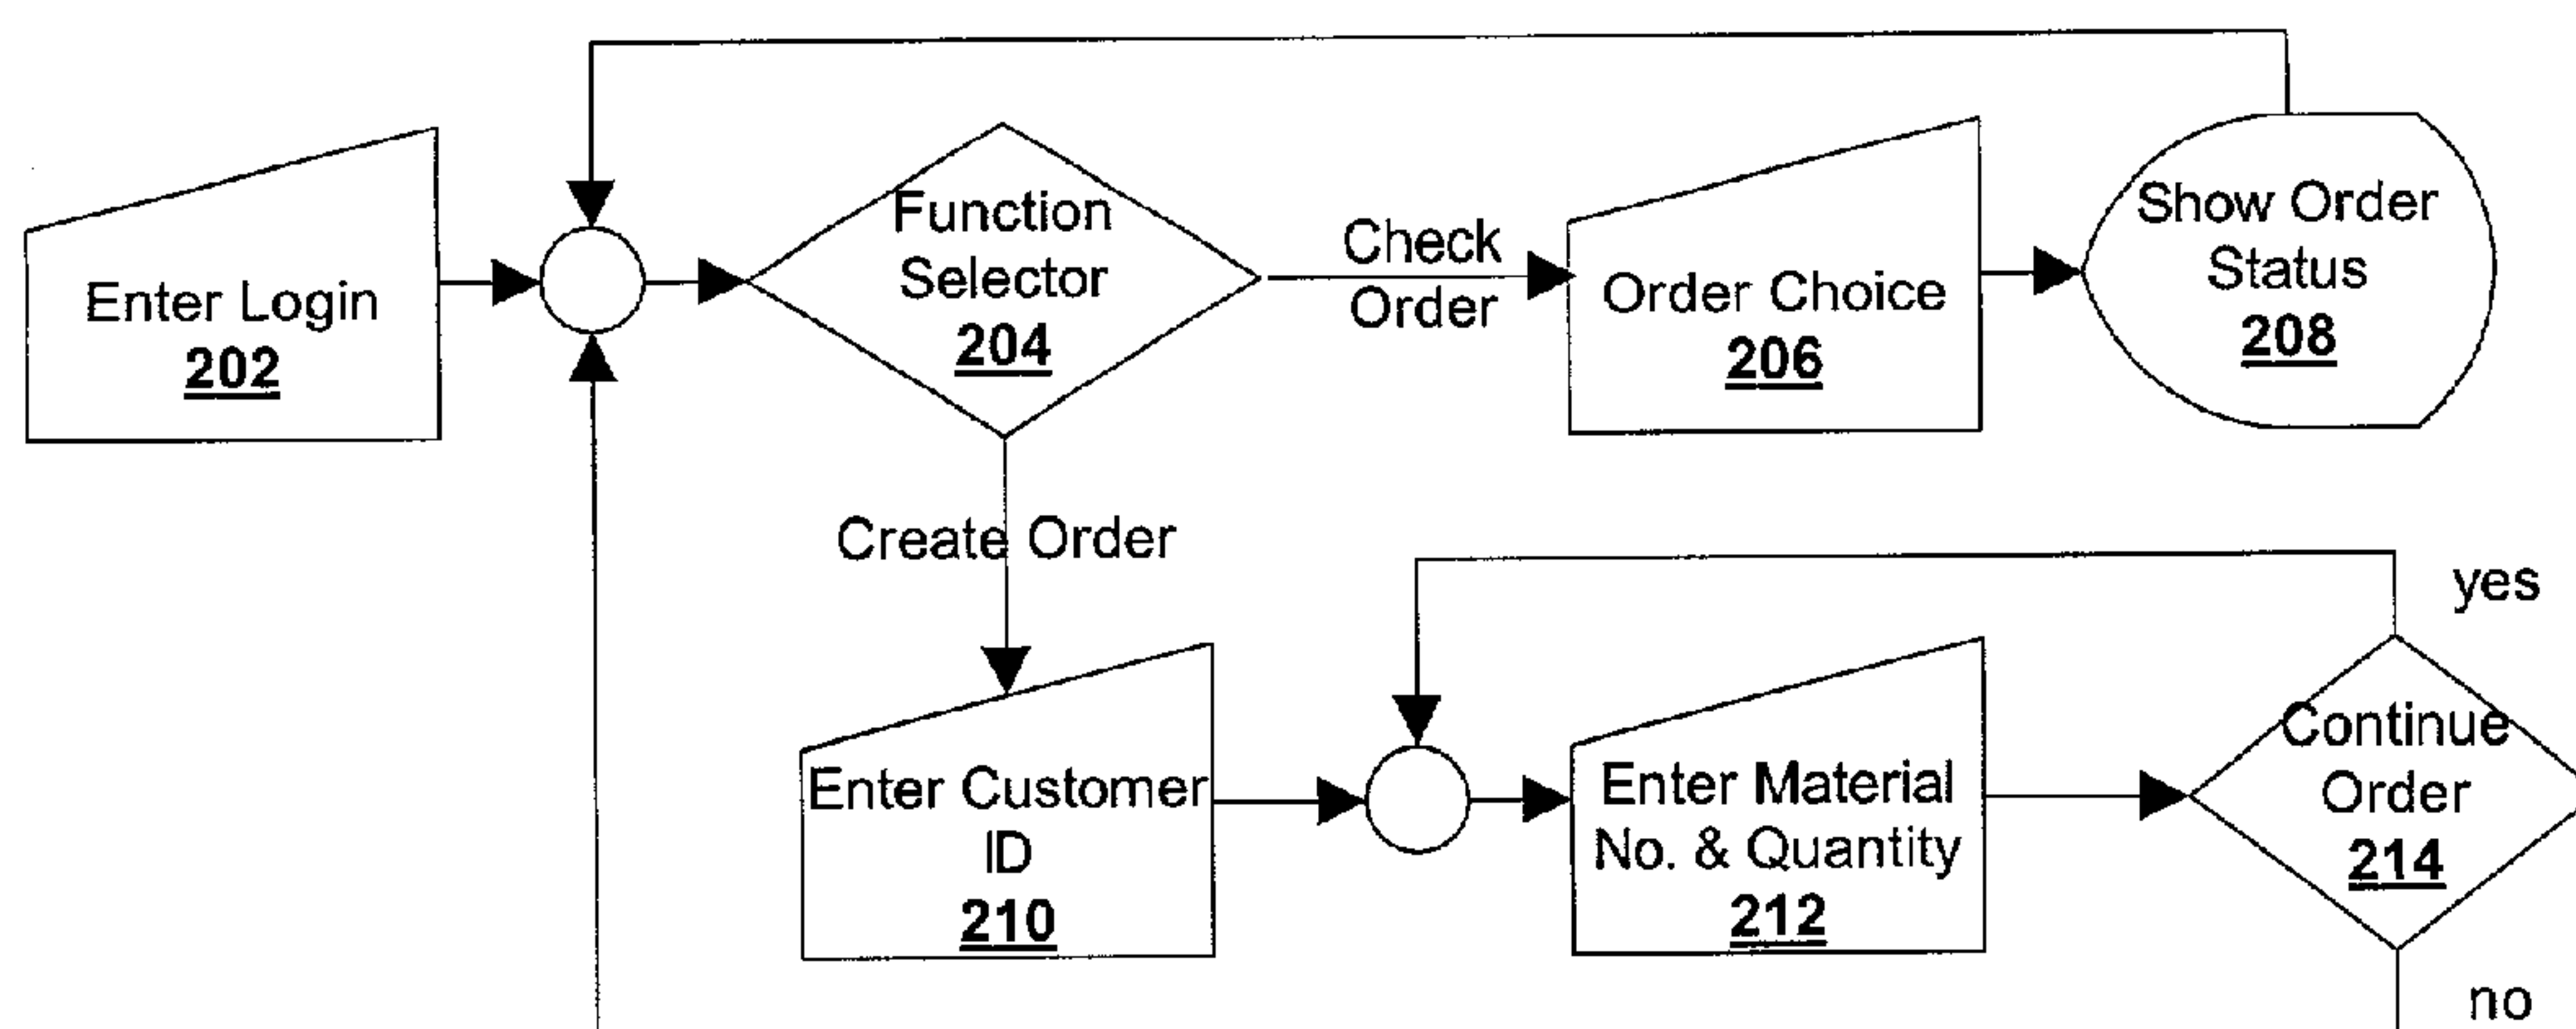 Enter Login
202
Function
Selector
204
Check
Order
Order Choice
206
Show Order
Status
208
Create Order
yes
Enter Customer
ID
210
Enter Material
No. & Quantity
212
Continue
Order
214
no